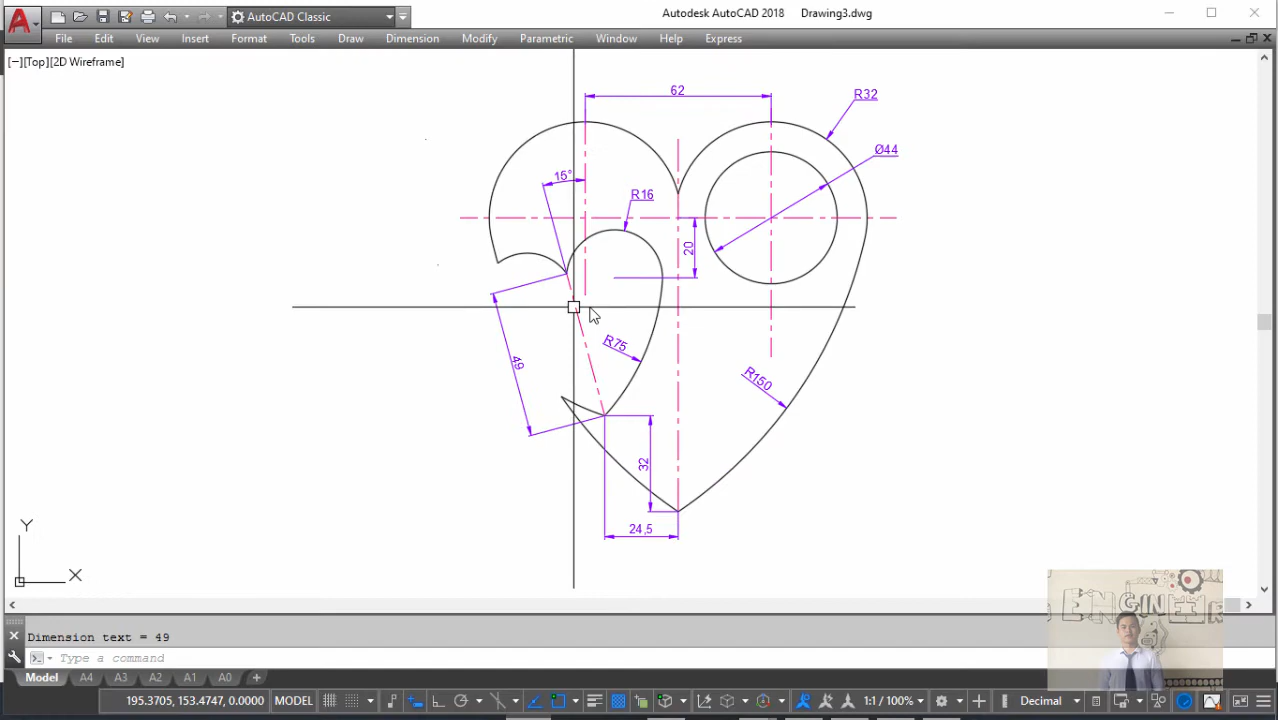 AutoCAD Classic
Autodesk AutoCAD 2018 Drawing3.dwg
File Edit View Insert Format Tools Draw Dimension Modify Parametric Window Help Express
[−][Top][2D Wireframe]
62
R32
Ø44
15°
R16
20
R75
49
R150
32
24,5
Y
X
ENGINEER
Dimension text = 49
Type a command
Model A4 A3 A2 A1 A0 +
195.3705, 153.4747, 0.0000 MODEL 1:1 / 100% Decimal